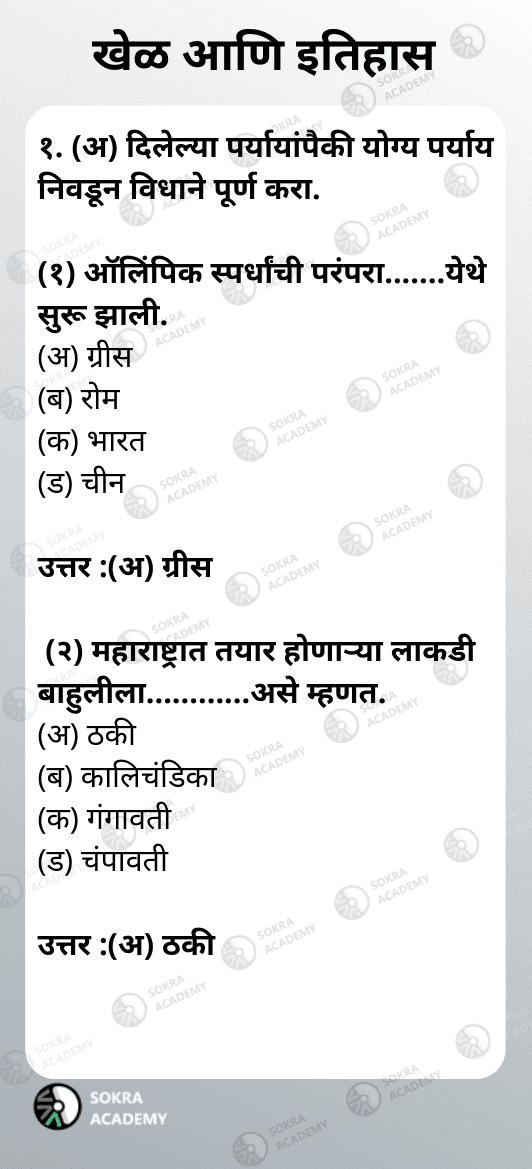 खेळ आणि इतिहास
१. (अ) दिलेल्या पर्यायांपैकी योग्य पर्याय
निवडून विधाने पूर्ण करा.
(१) ऑलिंपिक स्पर्धांची परंपरा.......येथे
सुरू झाली.
(अ) ग्रीस
(ब) रोम
(क) भारत
(ड) चीन
उत्तर :(अ) ग्रीस
(२) महाराष्ट्रात तयार होणाऱ्या लाकडी
बाहुलीला............असे म्हणत.
(अ) ठकी
(ब) कालिचंडिका
(क) गंगावती
(ड) चंपावती
उत्तर :(अ) ठकी
SOKRA
ACADEMY